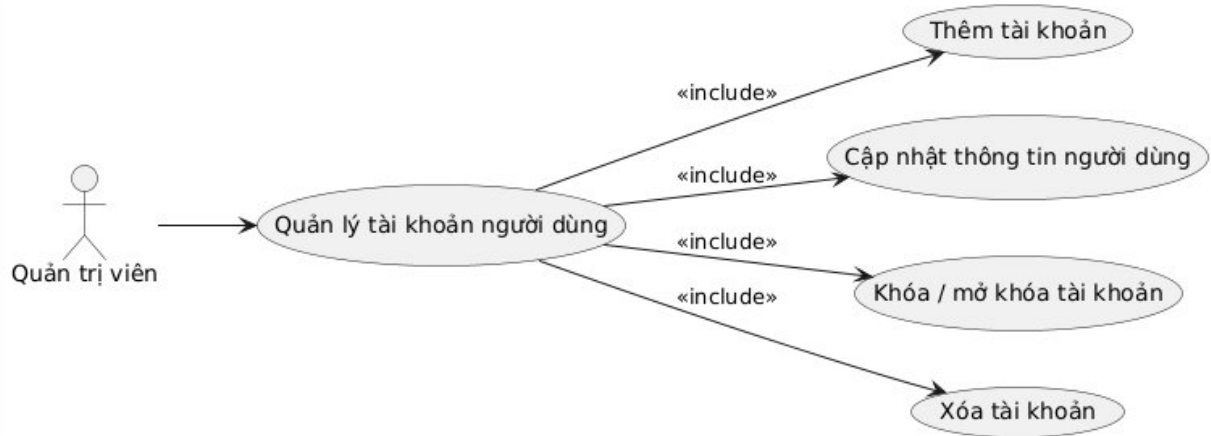 Thêm tài khoản
«include»
Cập nhật thông tin người dùng
«include»
Quản lý tài khoản người dùng
Quản trị viên
«include»
Khóa / mở khóa tài khoản
«include»
Xóa tài khoản